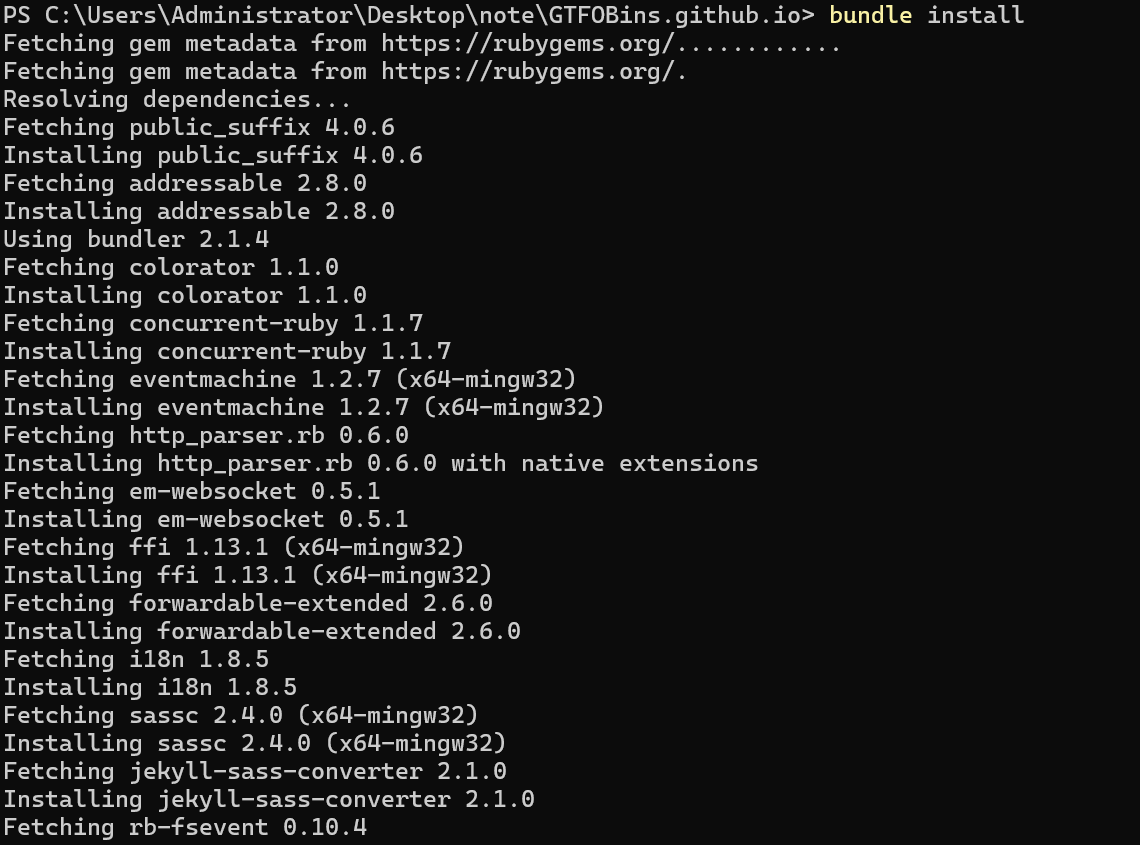 PS C:\Users\Administrator\Desktop\note\GTFOBins.github.io> bundle install
Fetching gem metadata from https://rubygems.org/............
Fetching gem metadata from https://rubygems.org/.
Resolving dependencies...
Fetching public_suffix 4.0.6
Installing public_suffix 4.0.6
Fetching addressable 2.8.0
Installing addressable 2.8.0
Using bundler 2.1.4
Fetching colorator 1.1.0
Installing colorator 1.1.0
Fetching concurrent-ruby 1.1.7
Installing concurrent-ruby 1.1.7
Fetching eventmachine 1.2.7 (x64-mingw32)
Installing eventmachine 1.2.7 (x64-mingw32)
Fetching http_parser.rb 0.6.0
Installing http_parser.rb 0.6.0 with native extensions
Fetching em-websocket 0.5.1
Installing em-websocket 0.5.1
Fetching ffi 1.13.1 (x64-mingw32)
Installing ffi 1.13.1 (x64-mingw32)
Fetching forwardable-extended 2.6.0
Installing forwardable-extended 2.6.0
Fetching i18n 1.8.5
Installing i18n 1.8.5
Fetching sassc 2.4.0 (x64-mingw32)
Installing sassc 2.4.0 (x64-mingw32)
Fetching jekyll-sass-converter 2.1.0
Installing jekyll-sass-converter 2.1.0
Fetching rb-fsevent 0.10.4